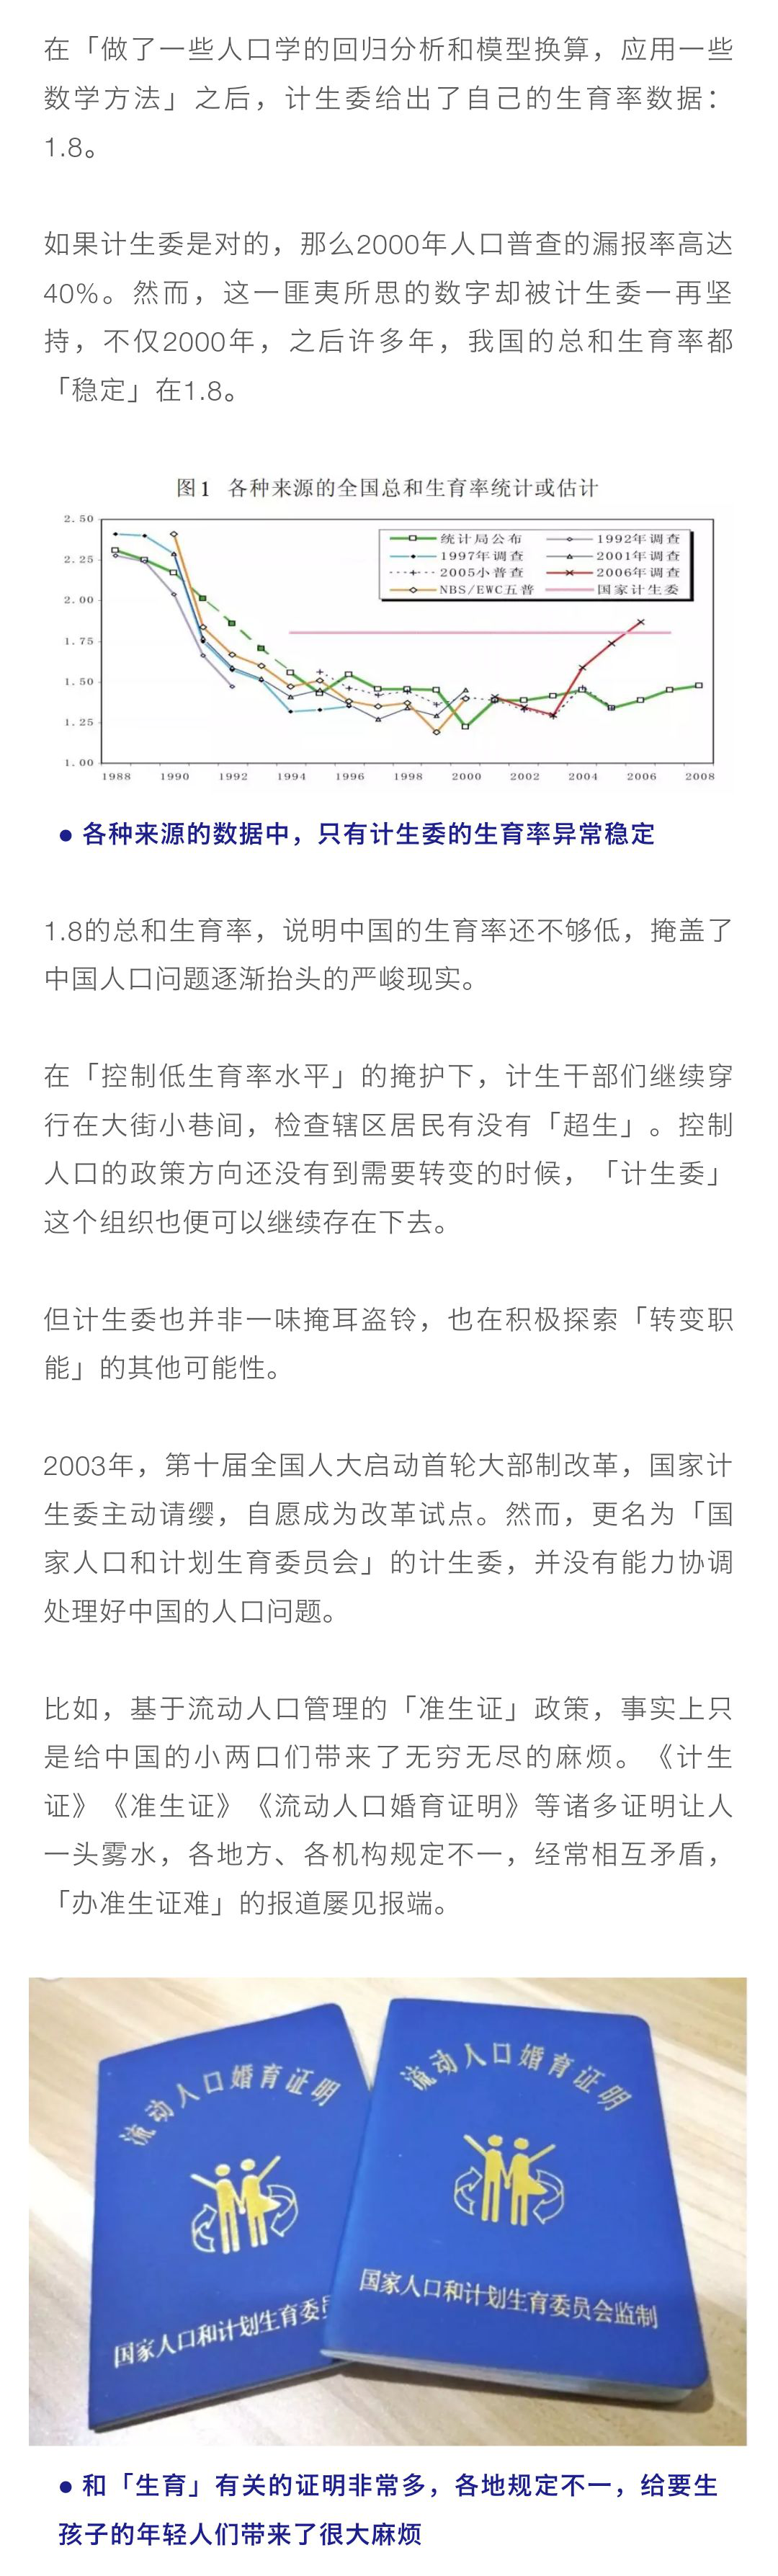 在「做了一些人口学的回归分析和模型换算，应用一些
数学方法」之后，计生委给出了自己的生育率数据：
1.8。
如果计生委是对的，那么2000年人口普查的漏报率高达
40%。然而，这一匪夷所思的数字却被计生委一再坚
持，不仅2000年，之后许多年，我国的总和生育率都
「稳定」在1.8。
图1 各种来源的全国总和生育率统计或估计
2.50
2.25
2.00
1.75
1.50
1.25
1.00
统计局公布 1992年调查
1997年调查 2001年调查
2005小普查 2006年调查
NBS/EWC五普 国家计生委
1988 1990 1992 1994 1996 1998 2000 2002 2004 2006 2008
● 各种来源的数据中，只有计生委的生育率异常稳定
1.8的总和生育率，说明中国的生育率还不够低，掩盖了
中国人口问题逐渐抬头的严峻现实。
在「控制低生育率水平」的掩护下，计生干部们继续穿
行在大街小巷间，检查辖区居民有没有「超生」。控制
人口的政策方向还没有到需要转变的时候，「计生委」
这个组织也便可以继续存在下去。
但计生委也并非一味掩耳盗铃，也在积极探索「转变职
能」的其他可能性。
2003年，第十届全国人大启动首轮大部制改革，国家计
生委主动请缨，自愿成为改革试点。然而，更名为「国
家人口和计划生育委员会」的计生委，并没有能力协调
处理好中国的人口问题。
比如，基于流动人口管理的「准生证」政策，事实上只
是给中国的小两口们带来了无穷无尽的麻烦。《计生
证》《准生证》《流动人口婚育证明》等诸多证明让人
一头雾水，各地方、各机构规定不一，经常相互矛盾，
「办准生证难」的报道屡见报端。
流动人口婚育证明
国家人口和计划生育委员
流动人口婚育证明
国家人口和计划生育委员会监制
● 和「生育」有关的证明非常多，各地规定不一，给要生
孩子的年轻人们带来了很大麻烦